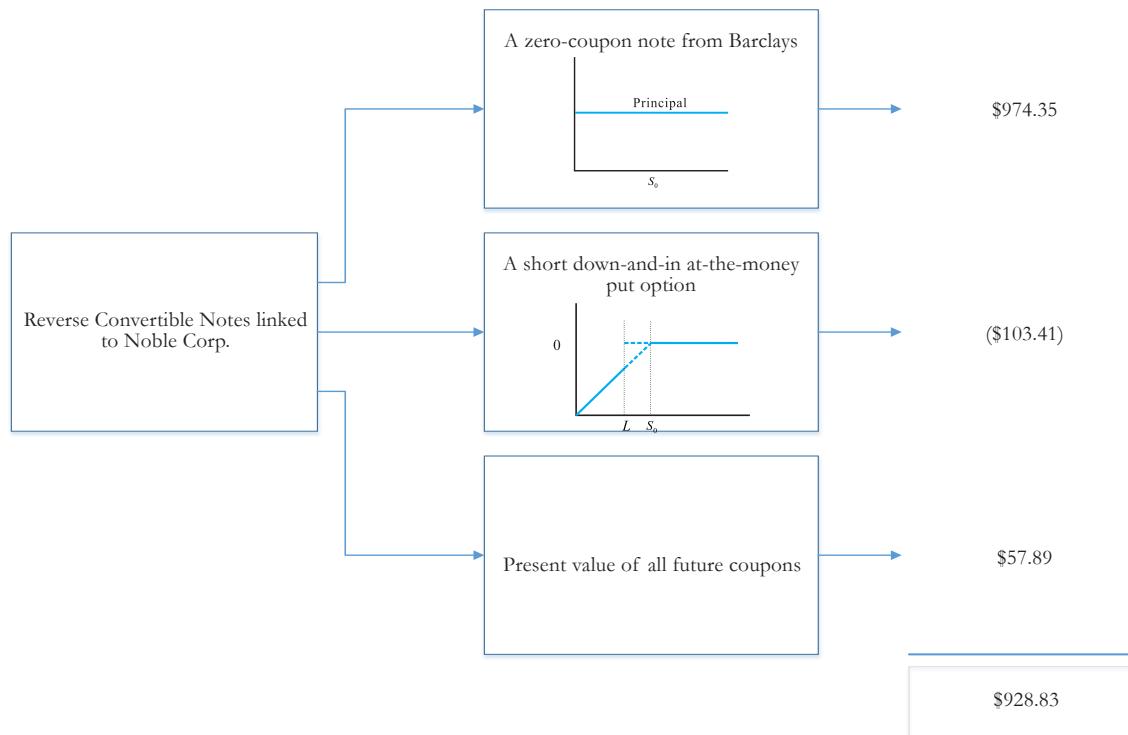 A zero-coupon note from Barclays
Principal
S₀
$974.35
Reverse Convertible Notes linked
to Noble Corp.
A short down-and-in at-the-money
put option
0
L S₀
($103.41)
Present value of all future coupons
$57.89
$928.83